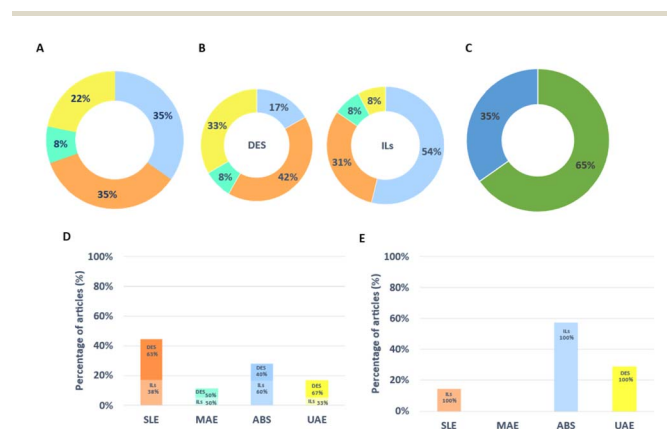 A
B
C
22%
35%
8%
35%
17%
33%
DES
8%
42%
8%
8%
ILs
31%
54%
35%
65%
D
E
Percentage of articles (%)
100%
80%
60%
40%
20%
0%
DES
63%
ILs
38%
DES
50%
ILs 50%
DES
40%
ILs
60%
DES
67%
ILs 33%
SLE MAE ABS UAE
Percentage of articles (%)
100%
80%
60%
40%
20%
0%
ILs
100%
ILs
100%
DES
100%
SLE MAE ABS UAE